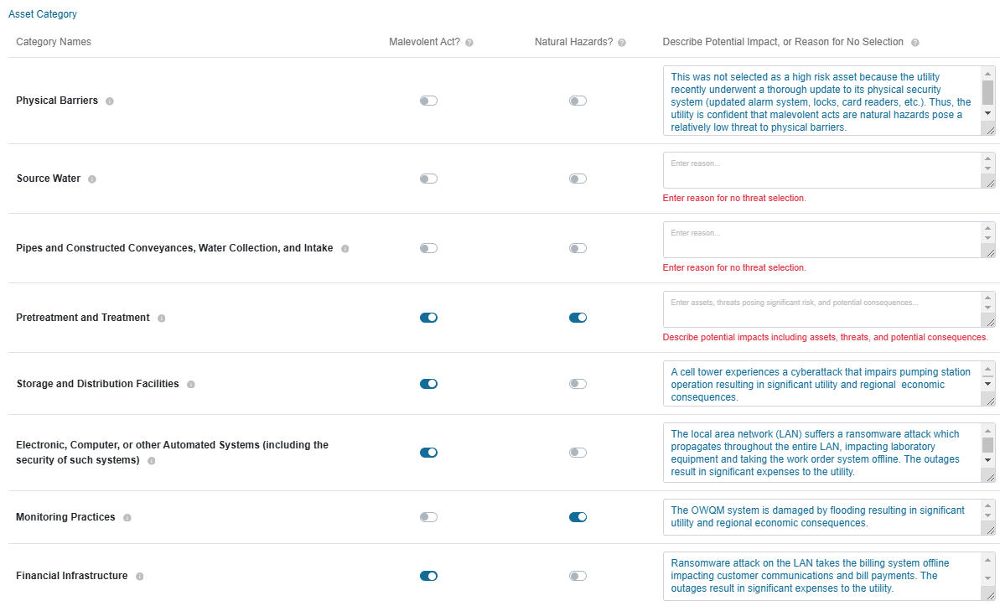 Asset Category
Category Names
Malevolent Act?
Natural Hazards?
Describe Potential Impact, or Reason for No Selection
Physical Barriers
This was not selected as a high risk asset because the utility
recently underwent a thorough update to its physical security
system (updated alarm system, locks, card readers, etc.). Thus, the
utility is confident that malevolent acts are natural hazards pose a
relatively low threat to physical barriers.
Source Water
Enter reason...
Enter reason for no threat selection.
Pipes and Constructed Conveyances, Water Collection, and Intake
Enter reason...
Enter reason for no threat selection.
Pretreatment and Treatment
Enter assets, threats posing significant risk, and potential consequences...
Describe potential impacts including assets, threats, and potential consequences.
Storage and Distribution Facilities
A cell tower experiences a cyberattack that impairs pumping station
operation resulting in significant utility and regional  economic
consequences.
Electronic, Computer, or other Automated Systems (including the
security of such systems)
The local area network (LAN) suffers a ransomware attack which
propagates throughout the entire LAN, impacting laboratory
equipment and taking the work order system offline. The outages
result in significant expenses to the utility.
Monitoring Practices
The OWQM system is damaged by flooding resulting in significant
utility and regional economic consequences.
Financial Infrastructure
Ransomware attack on the LAN takes the billing system offline
impacting customer communications and bill payments. The
outages result in significant expenses to the utility.